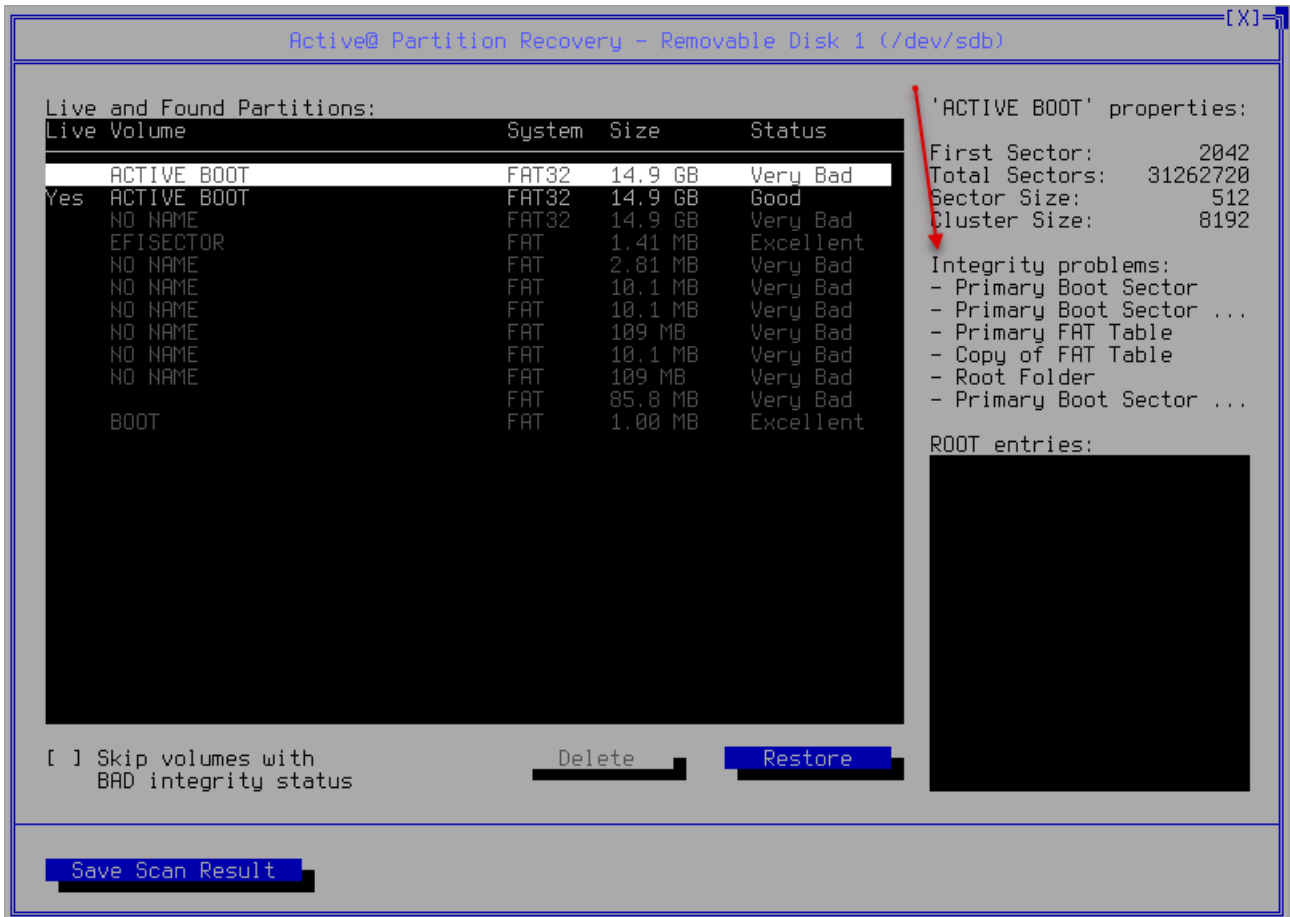 [X]
Active@ Partition Recovery - Removable Disk 1 (/dev/sdb)
Live and Found Partitions:
Live Volume System Size Status
ACTIVE BOOT FAT32 14.9 GB Very Bad
Yes ACTIVE BOOT FAT32 14.9 GB Good
NO NAME FAT32 14.9 GB Very Bad
EFISECTOR FAT 1.41 MB Excellent
NO NAME FAT 2.81 MB Very Bad
NO NAME FAT 10.1 MB Very Bad
NO NAME FAT 10.1 MB Very Bad
NO NAME FAT 109 MB Very Bad
NO NAME FAT 10.1 MB Very Bad
NO NAME FAT 109 MB Very Bad
FAT 85.8 MB Very Bad
BOOT FAT 1.00 MB Excellent
[ ] Skip volumes with
BAD integrity status
Delete
Restore
'ACTIVE BOOT' properties:
First Sector: 2042
Total Sectors: 31262720
Sector Size: 512
Cluster Size: 8192
Integrity problems:
- Primary Boot Sector
- Primary Boot Sector ...
- Primary FAT Table
- Copy of FAT Table
- Root Folder
- Primary Boot Sector ...
ROOT entries:
Save Scan Result